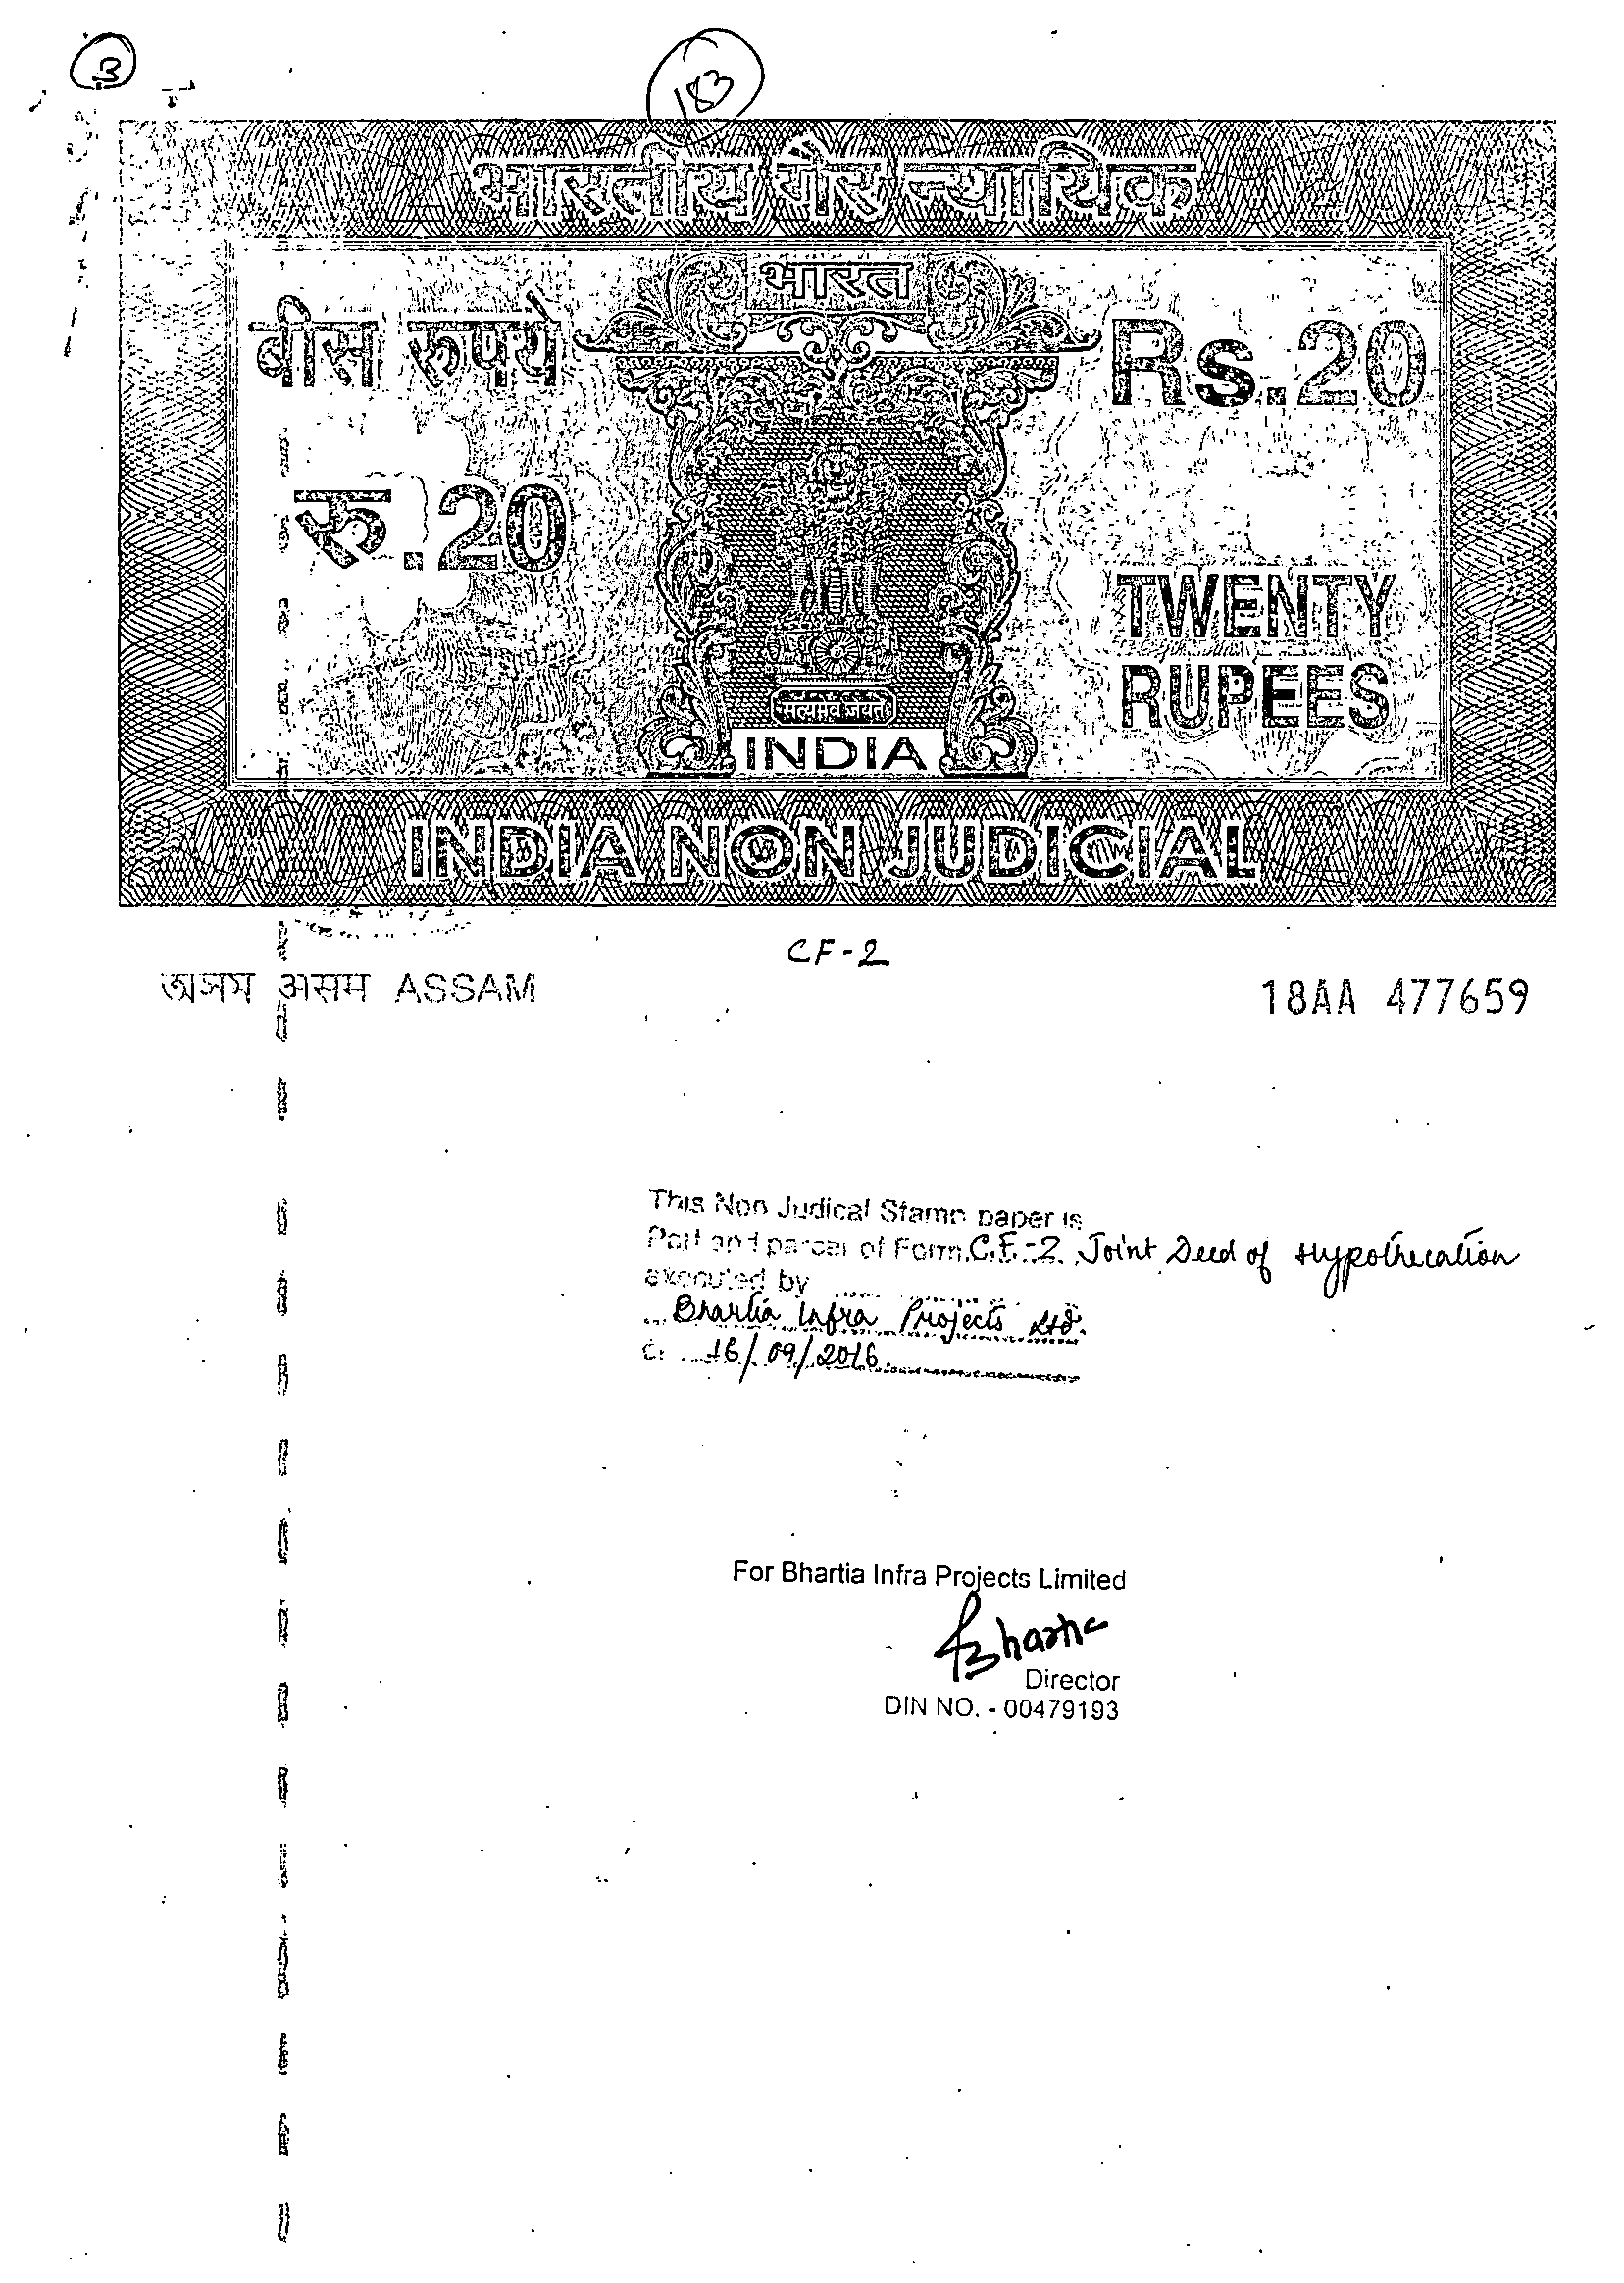 3
183
भारतीय गैर न्यायिक
भारत
बीस रुपये
Rs.20
रु.20
TWENTY
RUPEES
सत्यमेव जयते
INDIA
INDIA NON JUDICIAL
CF-2
অসম असम ASSAM
18AA 477659
This Non Judical Stamp paper is
Part and parcel of Form C.F.-2 Joint Deed of Hypothecation
executed by
Bhartia Infra Projects Ltd.
on 16/09/2016
For Bhartia Infra Projects Limited
Bhartia
Director
DIN NO. - 00479193